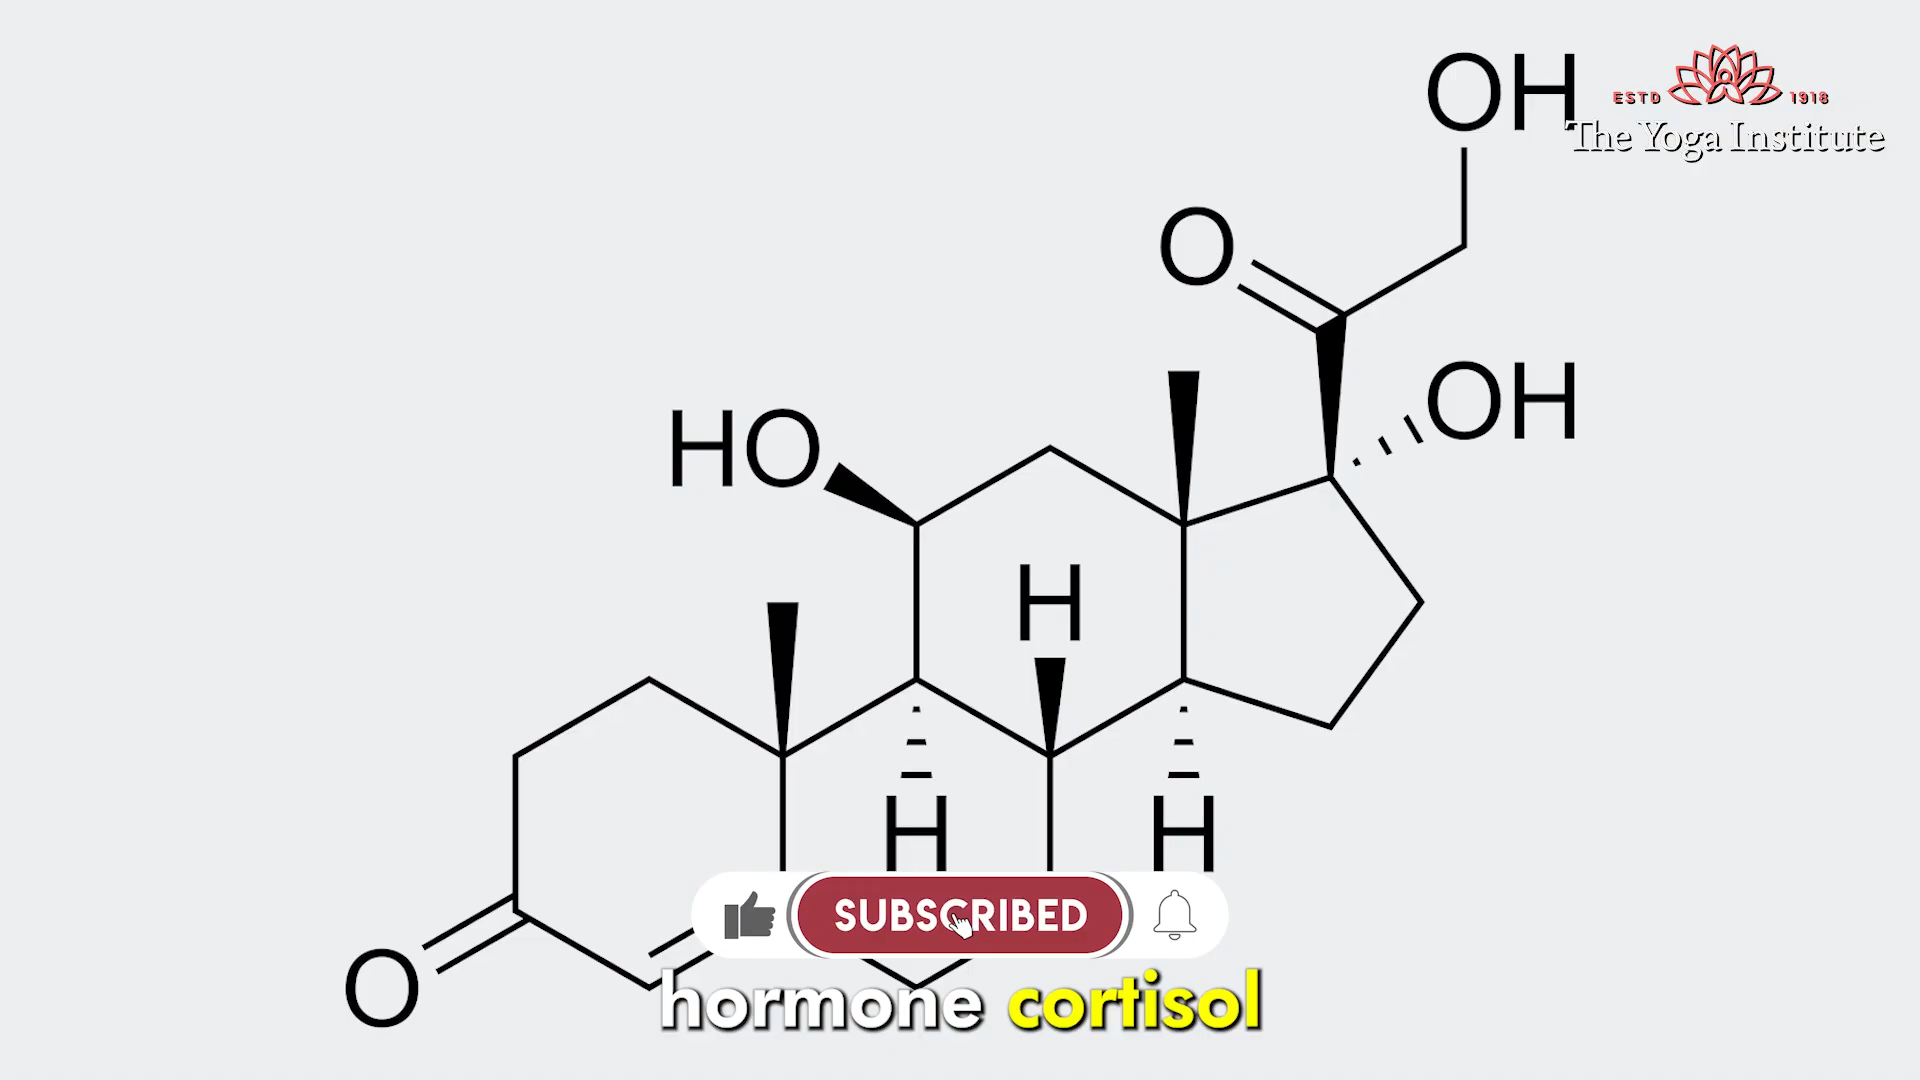 OH
ESTD 1918
The Yoga Institute
O
OH
HO
H
H H
SUBSCRIBED
O
hormone cortisol